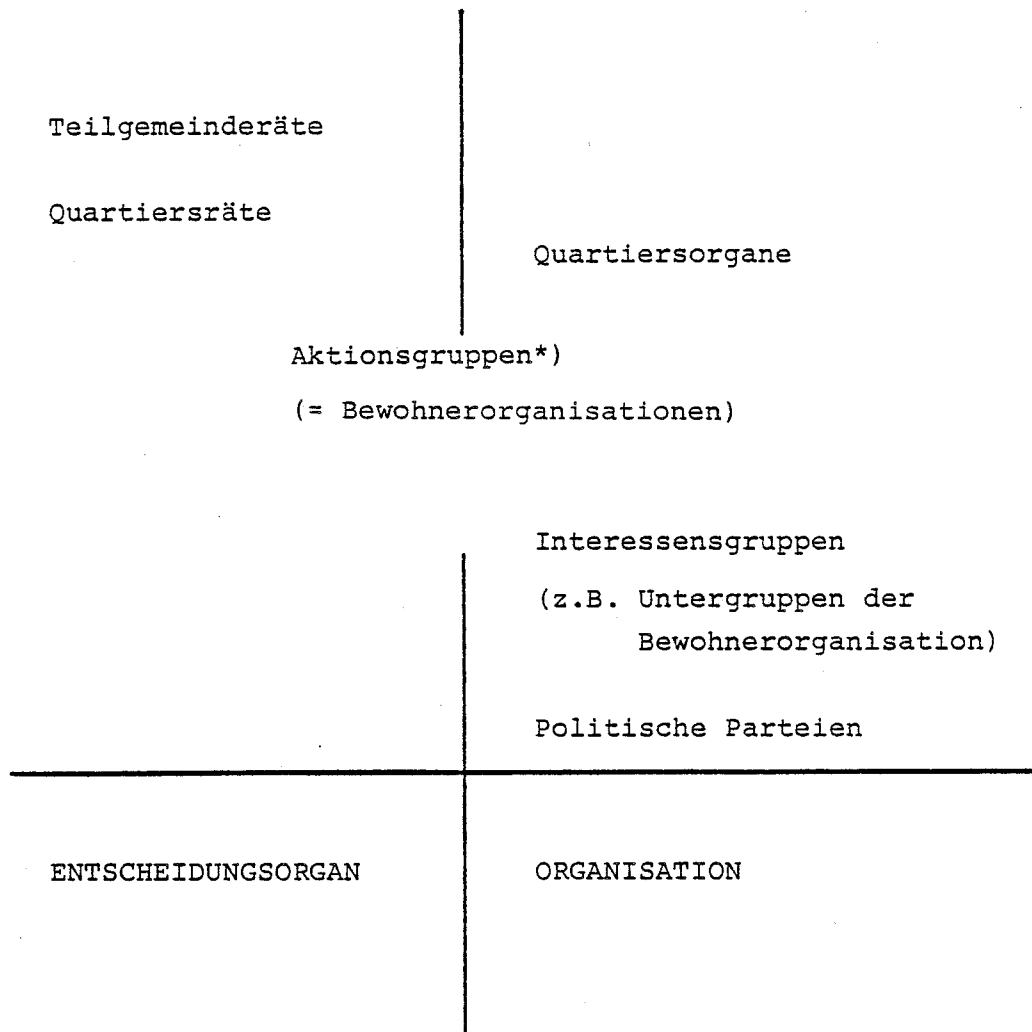 Teilgemeinderäte
Quartiersräte
Quartiersorgane
Aktionsgruppen*)
(= Bewohnerorganisationen)
Interessensgruppen
(z.B. Untergruppen der
Bewohnerorganisation)
Politische Parteien
ENTSCHEIDUNGSORGAN
ORGANISATION